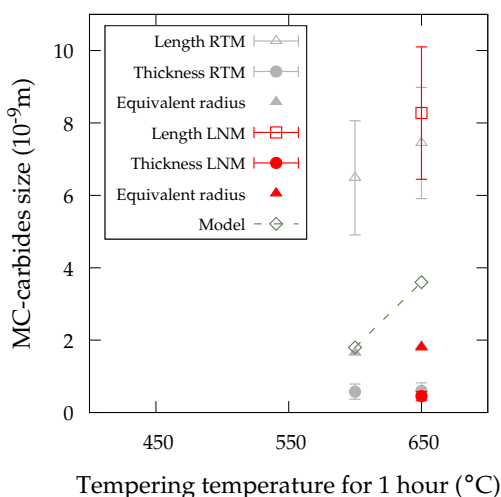 MC-carbides size (10⁻⁹m)
10
8
6
4
2
0
Length RTM
Thickness RTM
Equivalent radius
Length LNM
Thickness LNM
Equivalent radius
Model
450 550 650
Tempering temperature for 1 hour (°C)